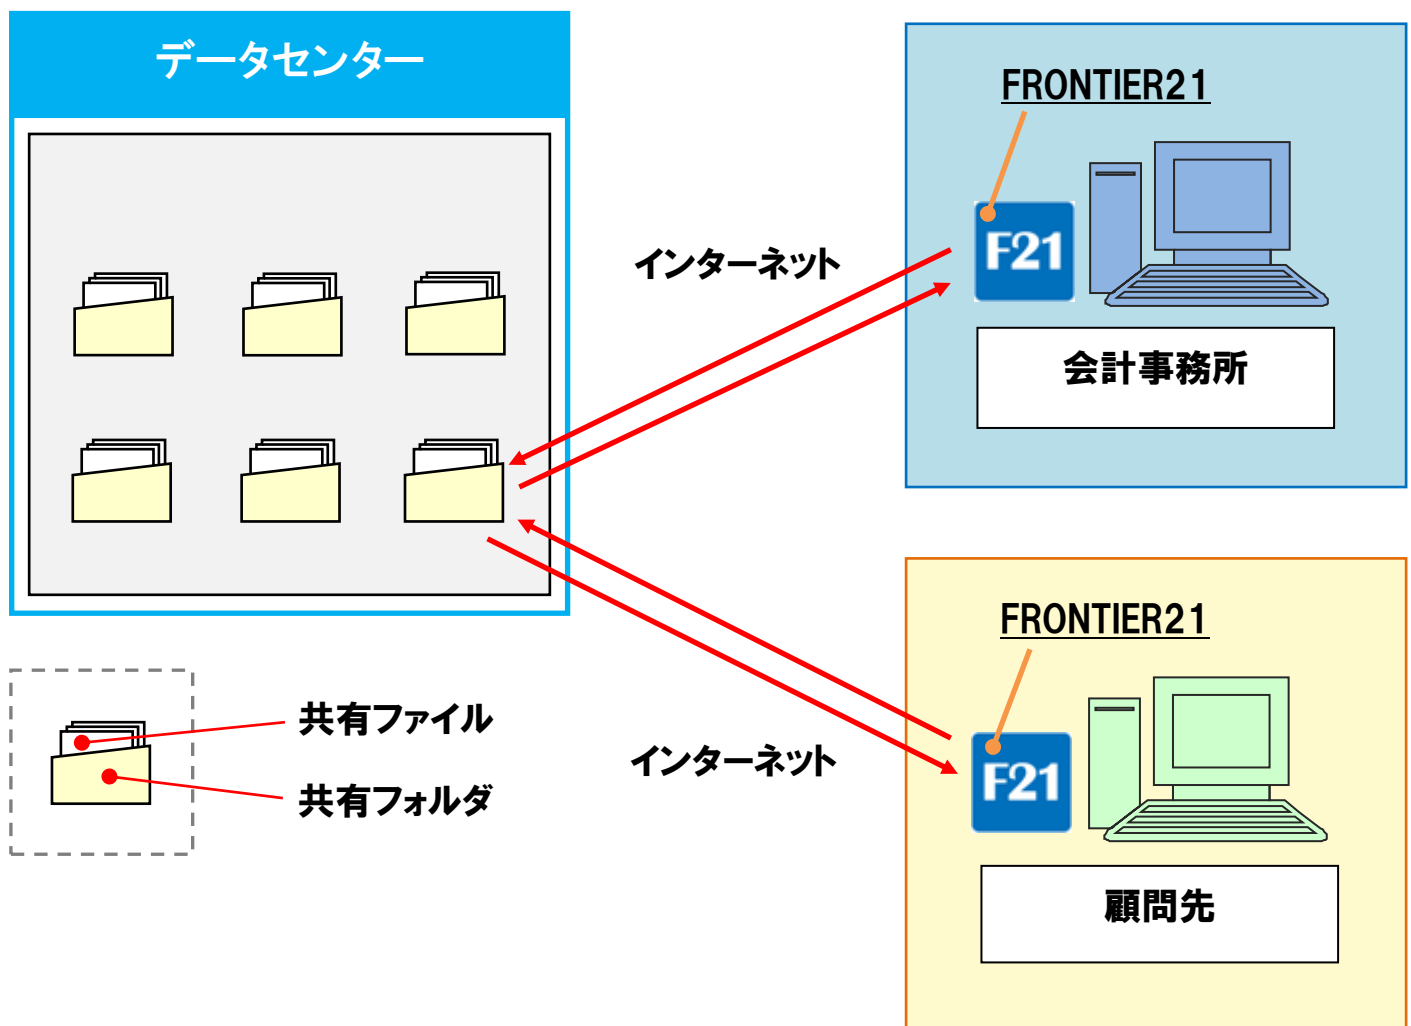 データセンター
FRONTIER21
F21
インターネット
会計事務所
FRONTIER21
共有ファイル
インターネット
F21
共有フォルダ
顧問先